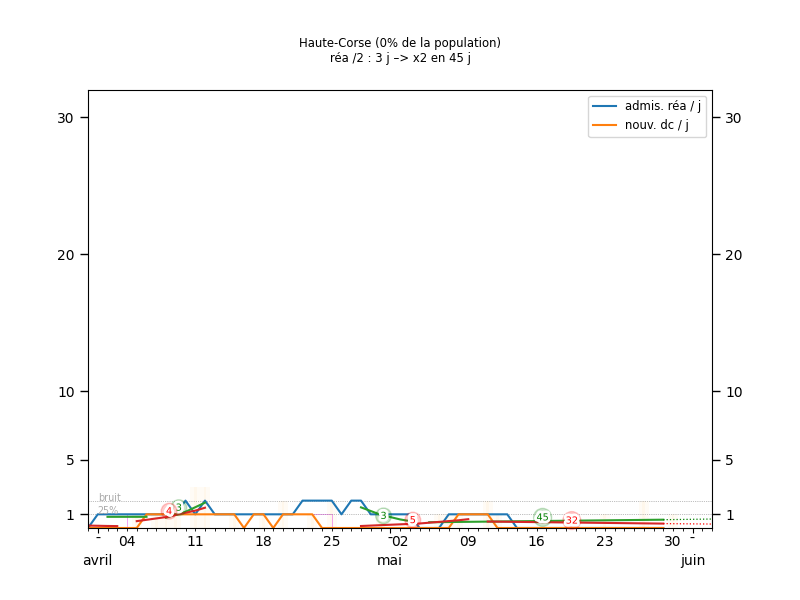 Haute-Corse (0% de la population)
réa /2 : 3 j –> x2 en 45 j
admis. réa / j
nouv. dc / j
30 30
20 20
10 10
5 5
1 1
bruit
25%
4 3 3 5 45 32
04 11 18 25 02 09 16 23 30
avril mai juin